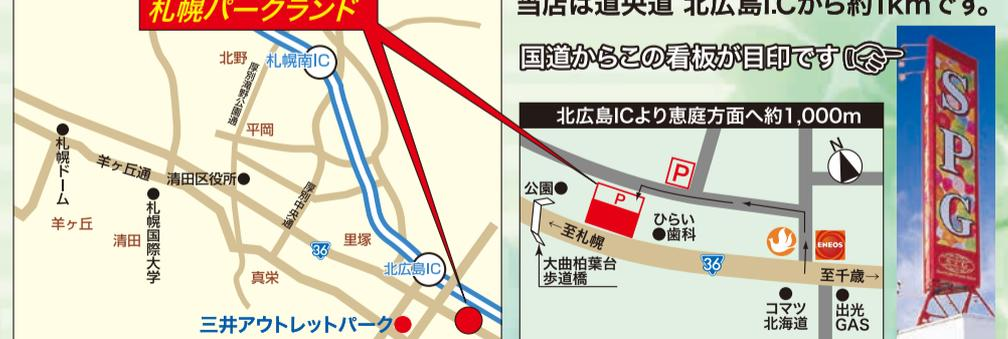 札幌パークランド
当店は道央道 北広島I.Cから約1kmです。
国道からこの看板が目印です
北野
札幌南IC
厚別滝野公園通
平岡
札幌ドーム
羊ヶ丘通
清田区役所
厚別中央通
羊ヶ丘
清田
札幌国際大学
36
里塚
北広島IC
真栄
三井アウトレットパーク
北広島ICより恵庭方面へ約1,000m
N
P
公園
P
ひらい
歯科
←至札幌
大曲柏葉台
歩道橋
36
ENEOS
至千歳→
コマツ
北海道
出光
GAS
SPG